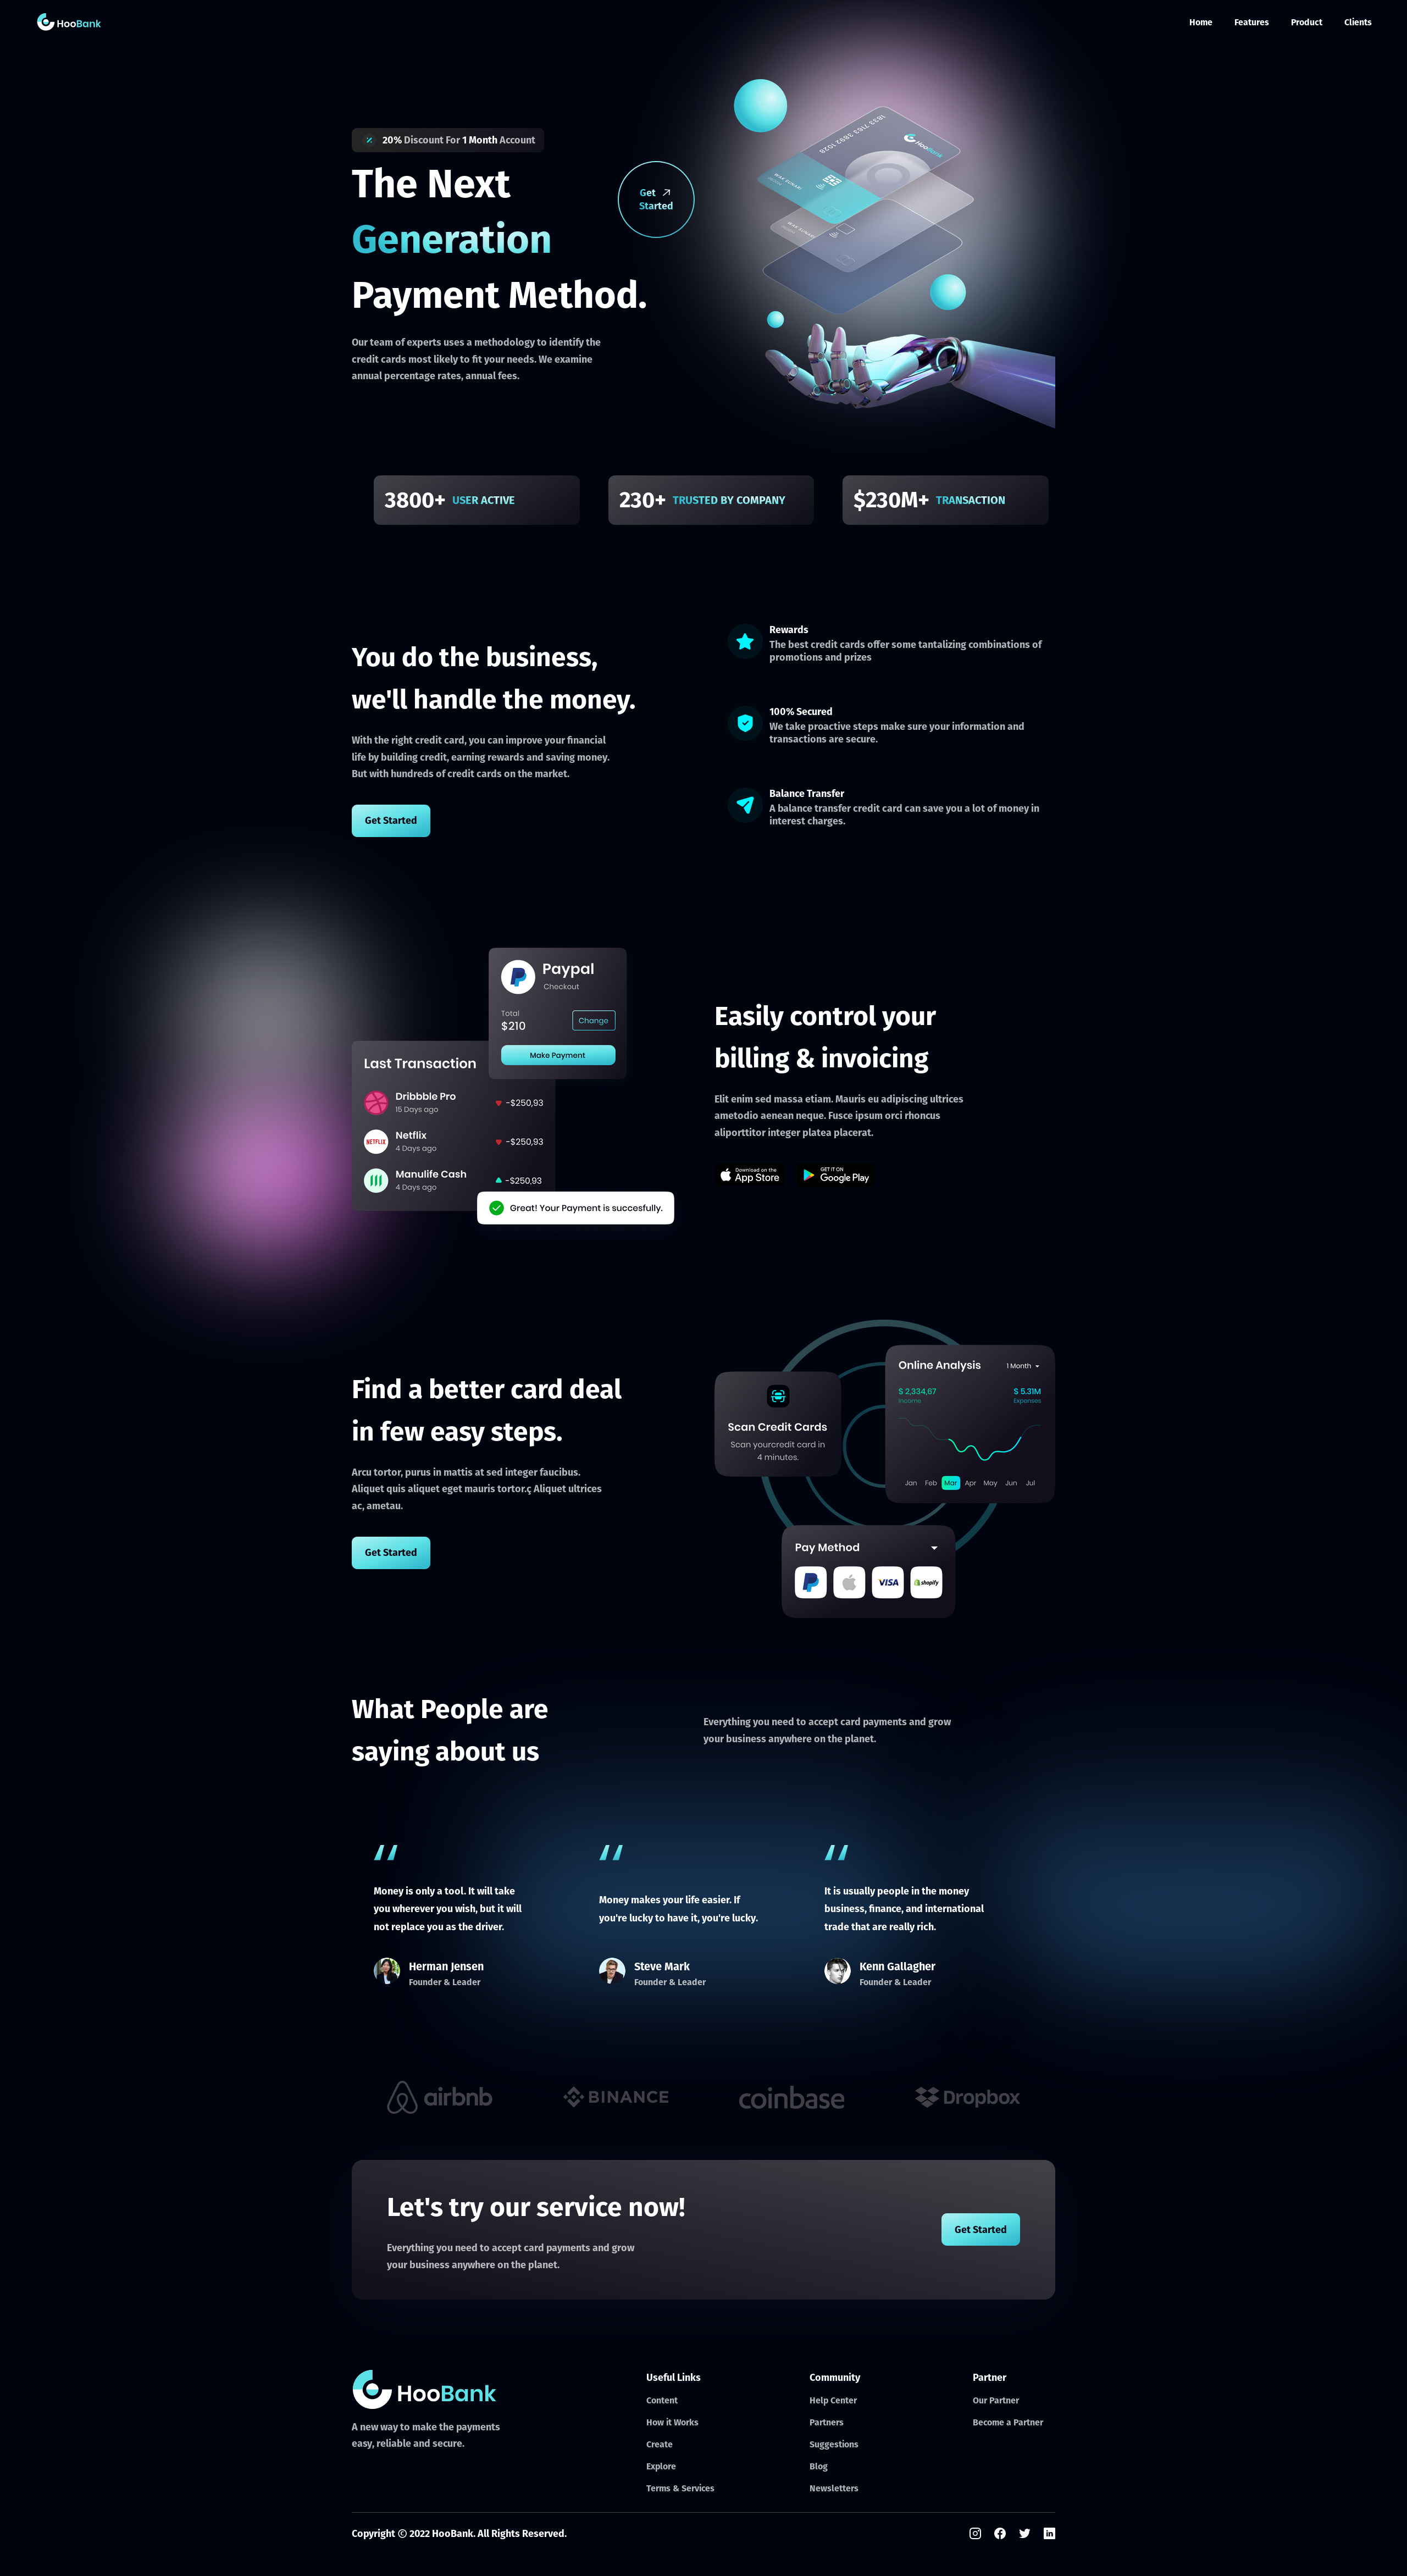 HooBank
Home
Features
Product
Clients
20% Discount For 1 Month Account
The Next
Generation
Payment Method.
Get
Started
Our team of experts uses a methodology to identify the
credit cards most likely to fit your needs. We examine
annual percentage rates, annual fees.
HooBank
3800+ USER ACTIVE
230+ TRUSTED BY COMPANY
$230M+ TRANSACTION
You do the business,
we'll handle the money.
With the right credit card, you can improve your financial
life by building credit, earning rewards and saving money.
But with hundreds of credit cards on the market.
Get Started
Rewards
The best credit cards offer some tantalizing combinations of
promotions and prizes
100% Secured
We take proactive steps make sure your information and
transactions are secure.
Balance Transfer
A balance transfer credit card can save you a lot of money in
interest charges.
Paypal
Checkout
Total
$210
Change
Make Payment
Last Transaction
Dribbble Pro
15 Days ago
-$250,93
NETFLIX
Netflix
4 Days ago
-$250,93
Manulife Cash
4 Days ago
-$250,93
Great! Your Payment is succesfully.
Easily control your
billing & invoicing
Elit enim sed massa etiam. Mauris eu adipiscing ultrices
ametodio aenean neque. Fusce ipsum orci rhoncus
aliporttitor integer platea placerat.
Download on the
App Store
GET IT ON
Google Play
Find a better card deal
in few easy steps.
Arcu tortor, purus in mattis at sed integer faucibus.
Aliquet quis aliquet eget mauris tortor.ç Aliquet ultrices
ac, ametau.
Get Started
Scan Credit Cards
Scan yourcredit card in
4 minutes.
Online Analysis
1 Month
$ 2,334,67
Income
$ 5.31M
Expenses
Jan Feb Mar Apr May Jun Jul
Pay Method
VISA
shopify
What People are
saying about us
Everything you need to accept card payments and grow
your business anywhere on the planet.
Money is only a tool. It will take
you wherever you wish, but it will
not replace you as the driver.
Herman Jensen
Founder & Leader
Money makes your life easier. If
you're lucky to have it, you're lucky.
Steve Mark
Founder & Leader
It is usually people in the money
business, finance, and international
trade that are really rich.
Kenn Gallagher
Founder & Leader
airbnb
BINANCE
coinbase
Dropbox
Let's try our service now!
Everything you need to accept card payments and grow
your business anywhere on the planet.
Get Started
HooBank
A new way to make the payments
easy, reliable and secure.
Useful Links
Content
How it Works
Create
Explore
Terms & Services
Community
Help Center
Partners
Suggestions
Blog
Newsletters
Partner
Our Partner
Become a Partner
Copyright © 2022 HooBank. All Rights Reserved.